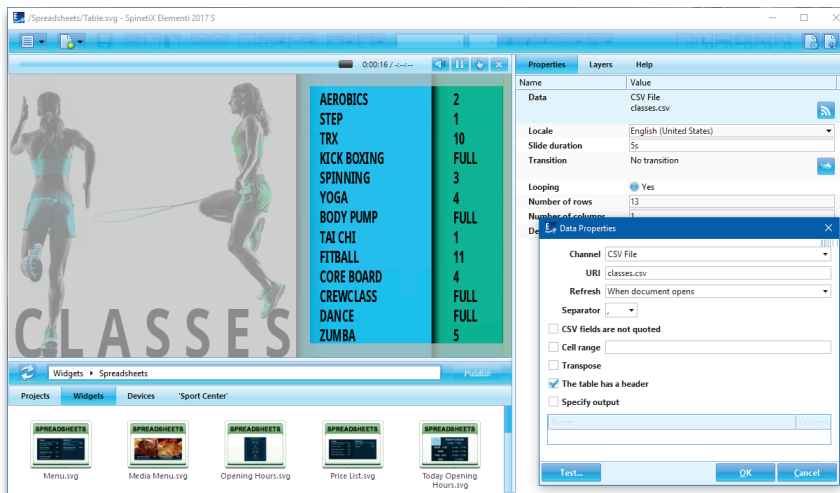 /Spreadsheets/Table.svg - SpinetiX Elementi 2017 S
0:00:16 / -:--:--
AEROBICS 2
STEP 1
TRX 10
KICK BOXING FULL
SPINNING 3
YOGA 4
BODY PUMP FULL
TAI CHI 1
FITBALL 11
CORE BOARD 4
CREWCLASS FULL
DANCE FULL
ZUMBA 5
CLASSES
Widgets Spreadsheets
Publish
Projects Widgets Devices 'Sport Center'
SPREADSHEETS SPREADSHEETS SPREADSHEETS SPREADSHEETS SPREADSHEETS
Menu.svg Media Menu.svg Opening Hours.svg Price List.svg Today Opening
Hours.svg
Properties Layers Help
Name Value
Data CSV File
classes.csv
Locale English (United States)
Slide duration 5s
Transition No transition
Looping Yes
Number of rows 13
Number of columns 1
De
Data Properties
Channel CSV File
URI classes.csv
Refresh When document opens
Separator ,
CSV fields are not quoted
Cell range
Transpose
The table has a header
Specify output
Name Column
Test... OK Cancel